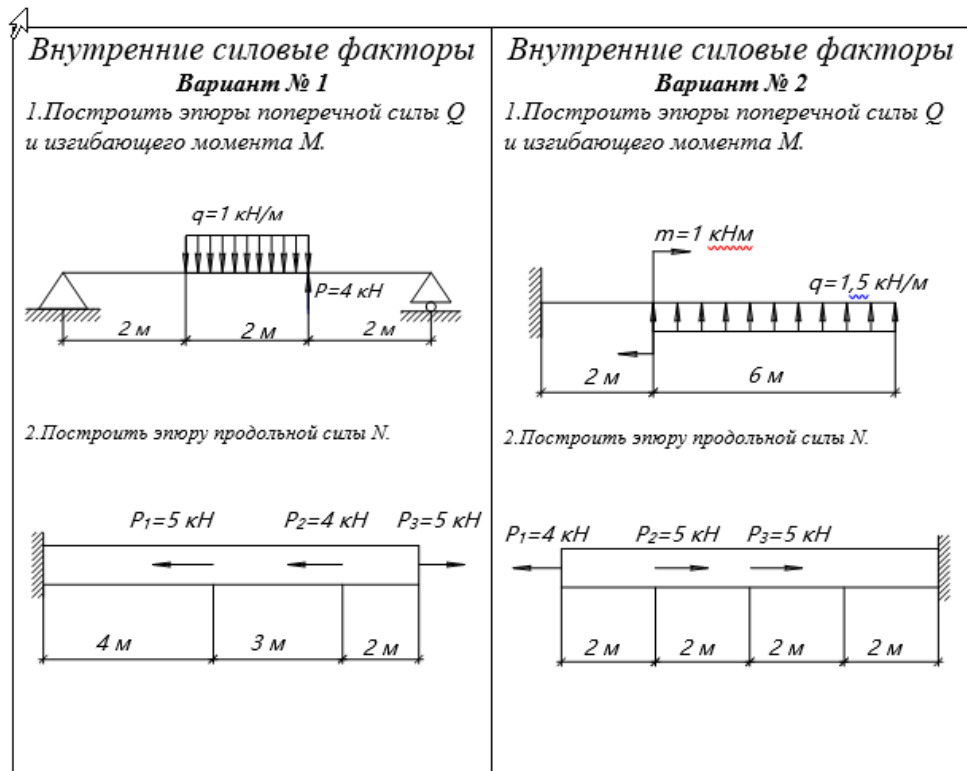 Внутренние силовые факторы
Вариант № 1
1.Построить эпюры поперечной силы Q
и изгибающего момента М.
q=1 кН/м
P=4 кН
2 м
2 м
2 м
2.Построить эпюру продольной силы N.
P₁=5 кН
P₂=4 кН
P₃=5 кН
4 м
3 м
2 м
Внутренние силовые факторы
Вариант № 2
1.Построить эпюры поперечной силы Q
и изгибающего момента М.
m=1 кНм
q=1,5 кН/м
2 м
6 м
2.Построить эпюру продольной силы N.
P₁=4 кН
P₂=5 кН
P₃=5 кН
2 м
2 м
2 м
2 м